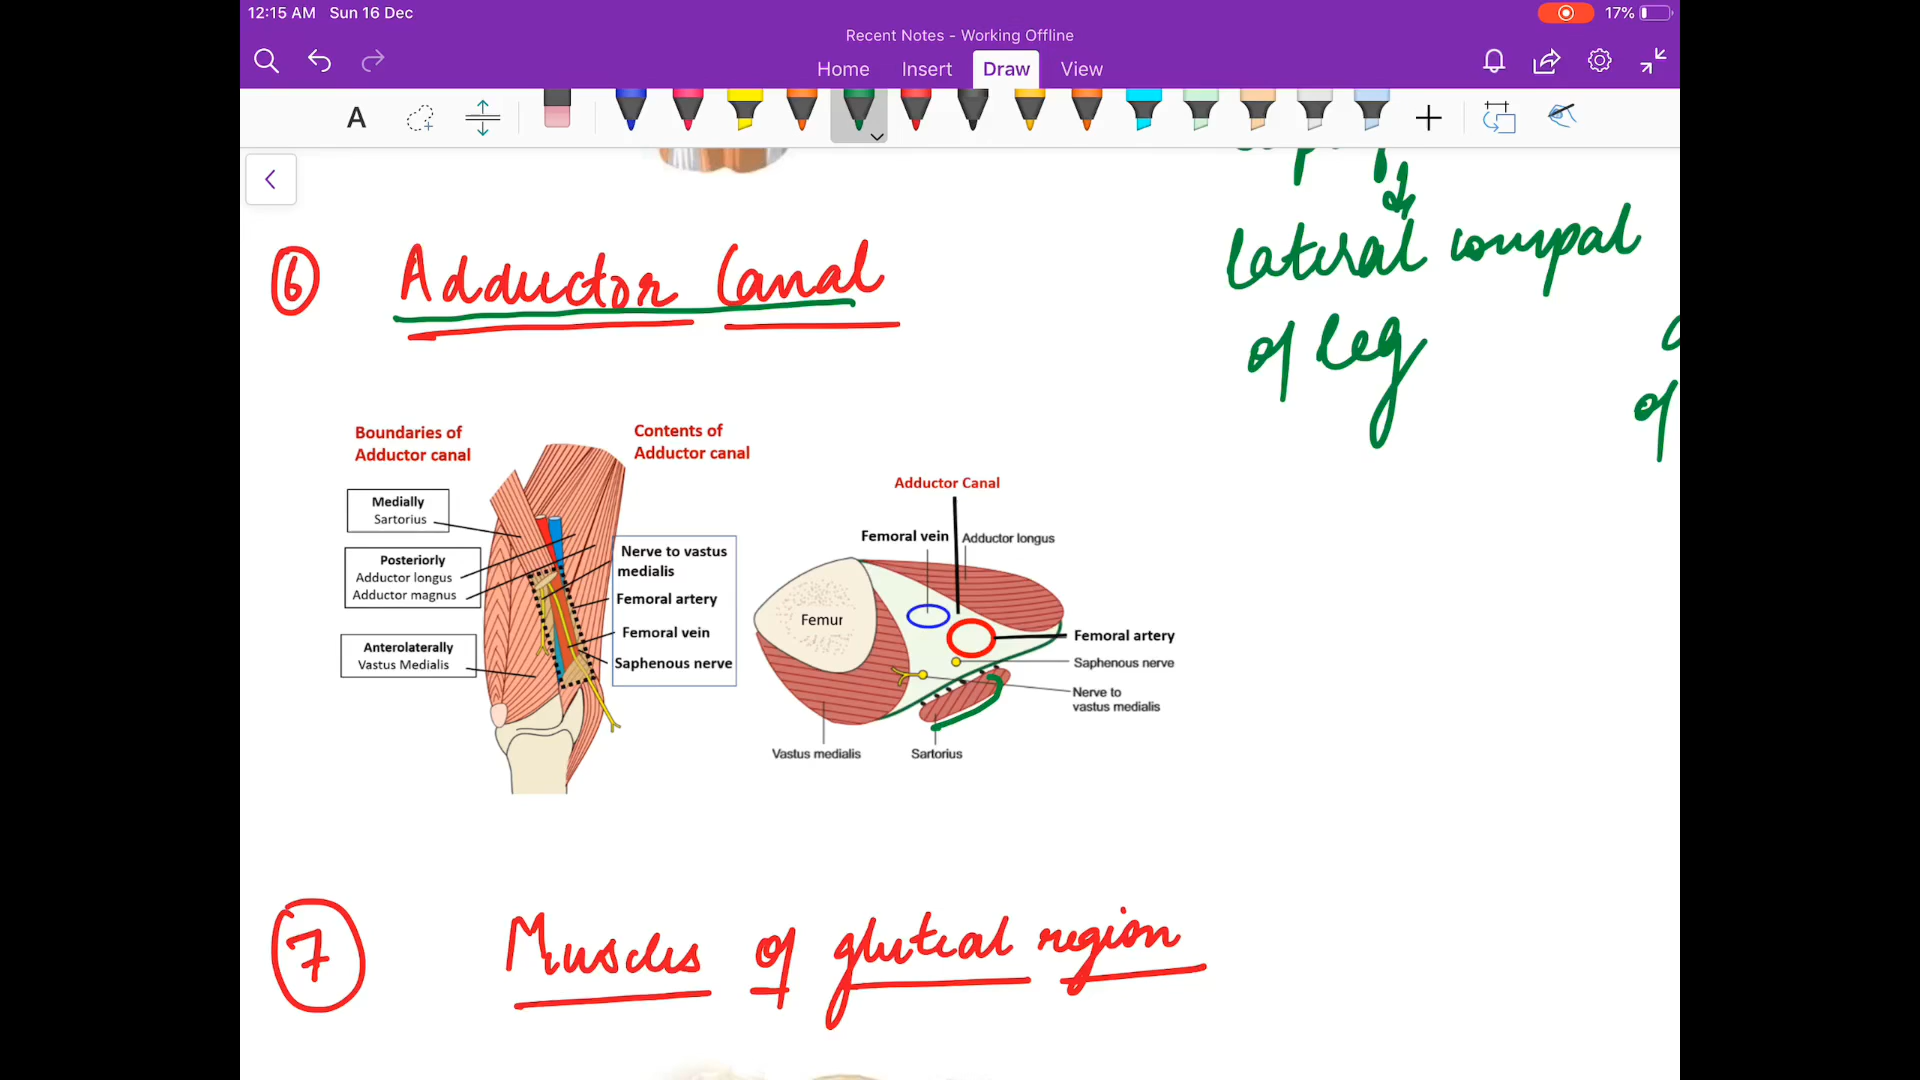 12:15 AM Sun 16 Dec
17%
Recent Notes - Working Offline
Home Insert Draw View
A
lateral compal
of leg
of
6 Adductor Canal
Boundaries of
Adductor canal
Contents of
Adductor canal
Medially
Sartorius
Posteriorly
Adductor longus
Adductor magnus
Anterolaterally
Vastus Medialis
Nerve to vastus
medialis
Femoral artery
Femoral vein
Saphenous nerve
Adductor Canal
Femoral vein
Adductor longus
Femur
Femoral artery
Saphenous nerve
Nerve to
vastus medialis
Vastus medialis
Sartorius
7 Muscles of gluteal region